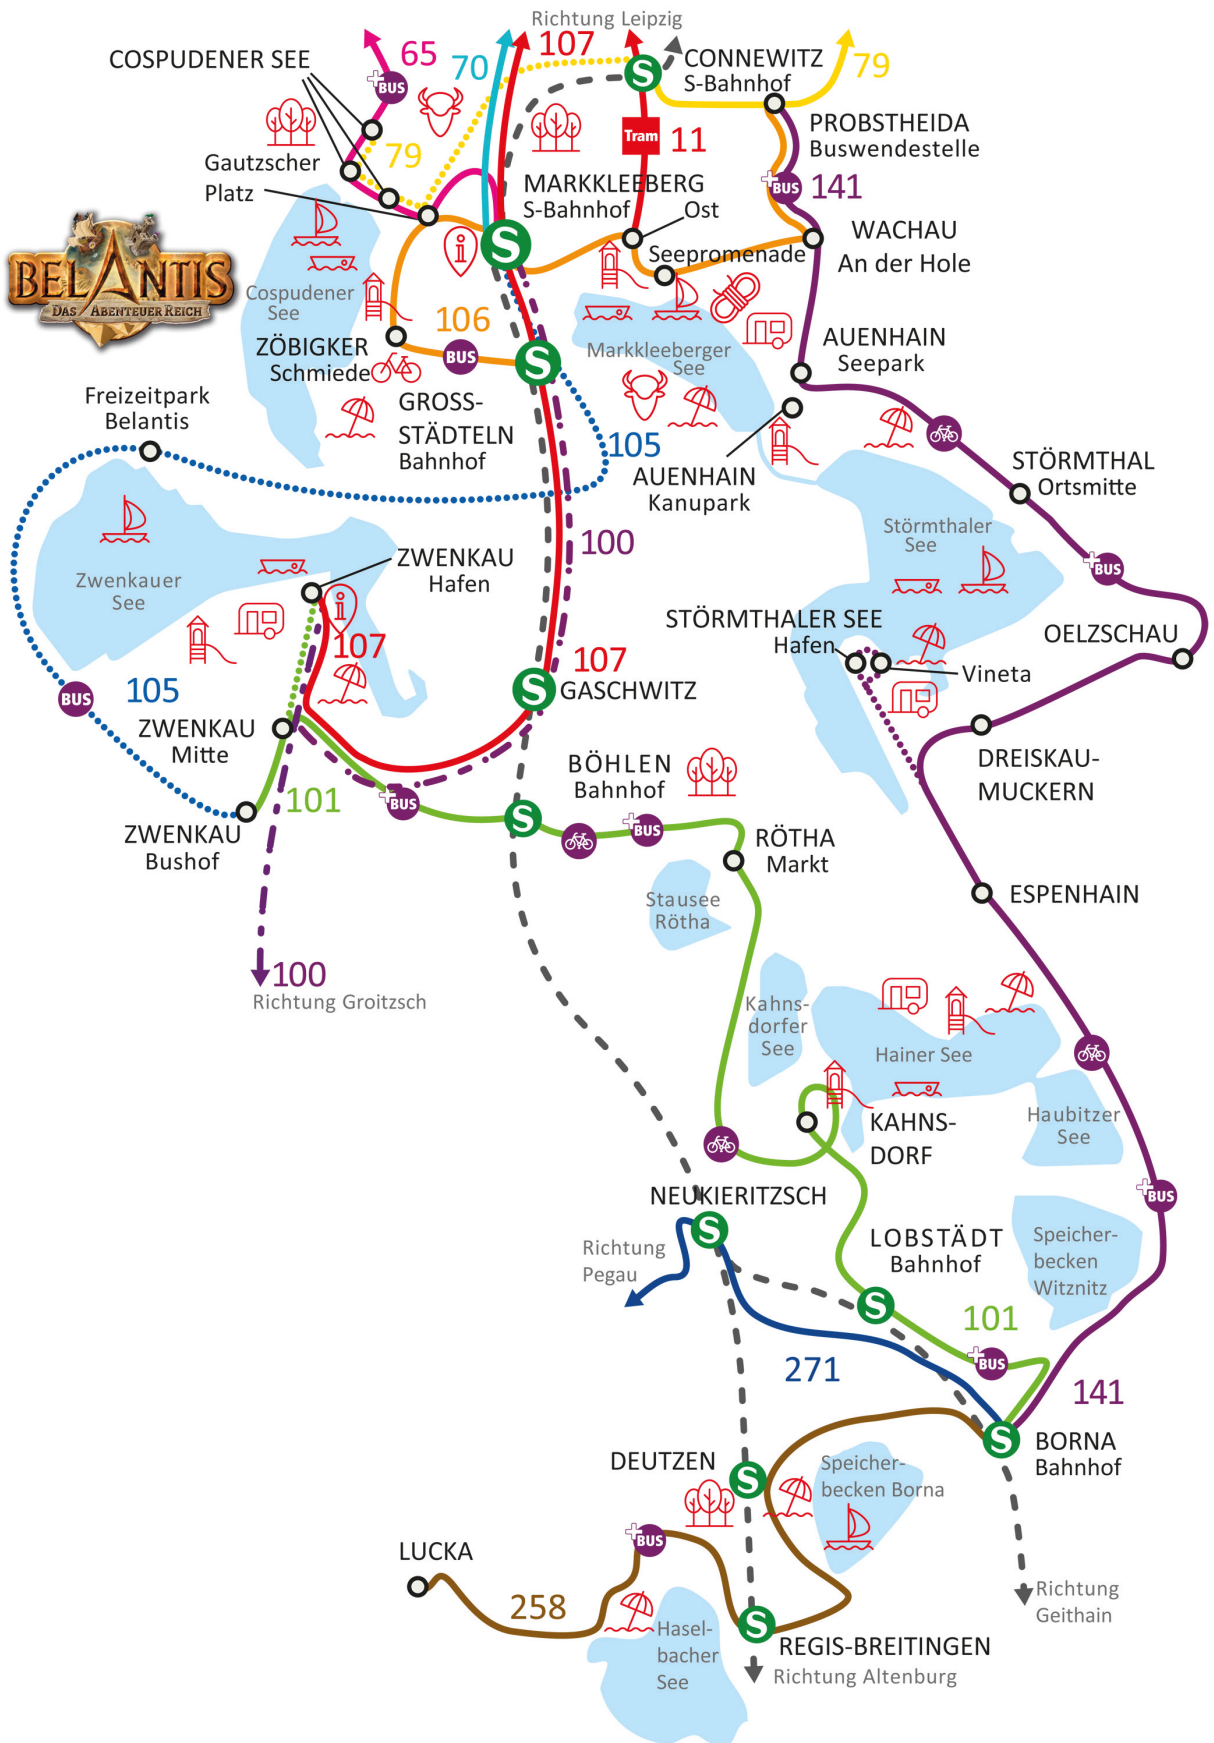 Richtung Leipzig
COSPUDENER SEE
65
70
107
CONNEWITZ
S-Bahnhof
79
S
BUS
Tram
11
PROBSTHEIDA
Buswendestelle
79
Gautzscher
Platz
MARKKLEEBERG
S-Bahnhof
Ost
BUS
141
S
i
Seepromenade
WACHAU
An der Hole
BELANTIS
DAS ABENTEUER REICH
Cospudener
See
106
BUS
ZÖBIGKER
Schmiede
S
Markkleeberger
See
AUENHAIN
Seepark
Freizeitpark
Belantis
GROSS-
STÄDTELN
Bahnhof
105
AUENHAIN
Kanupark
STÖRMTHAL
Ortsmitte
100
Störmthaler
See
BUS
ZWENKAU
Hafen
Zwenkauer
See
i
107
107
STÖRMTHALER SEE
Hafen
Vineta
OELZSCHAU
BUS
105
S
GASCHWITZ
ZWENKAU
Mitte
DREISKAU-
MUCKERN
BÖHLEN
Bahnhof
101
BUS
S
BUS
ZWENKAU
Bushof
RÖTHA
Markt
Stausee
Rötha
ESPENHAIN
100
Richtung Groitzsch
Kahns-
dorfer
See
Hainer See
KAHNS-
DORF
Haubitzer
See
NEUKIERITZSCH
S
BUS
Richtung
Pegau
LOBSTÄDT
Bahnhof
Speicher-
becken
Witznitz
S
101
BUS
271
141
S
BORNA
Bahnhof
DEUTZEN
S
Speicher-
becken Borna
BUS
LUCKA
258
Richtung
Geithain
Hasel-
bacher
See
S
REGIS-BREITINGEN
Richtung Altenburg